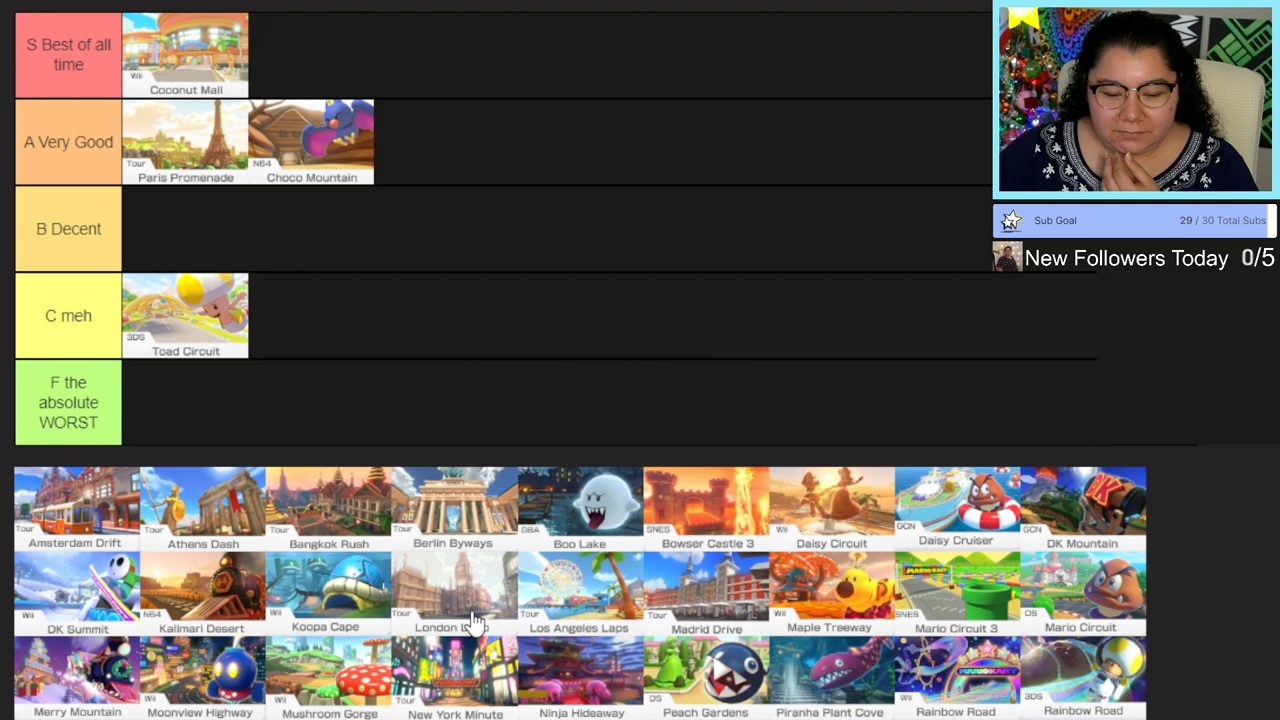 S Best of all
time
Wii
Coconut Mall
A Very Good
Tour
Paris Promenade
N64
Choco Mountain
B Decent
C meh
3DS
Toad Circuit
F the
absolute
WORST
Sub Goal 29 / 30 Total Subs
New Followers Today 0/5
Tour
Amsterdam Drift
Tour
Athens Dash
Tour
Bangkok Rush
Tour
Berlin Byways
GBA
Boo Lake
SNES
Bowser Castle 3
Wii
Daisy Circuit
GCN
Daisy Cruiser
DK
GCN
DK Mountain
Wii
DK Summit
N64
Kalimari Desert
Wii
Koopa Cape
Tour
London
Tour
Los Angeles Laps
Tour
Madrid Drive
Wii
Maple Treeway
MARIO KART
SNES
Mario Circuit 3
DS
Mario Circuit
Merry Mountain
Wii
Moonview Highway
Wii
Mushroom Gorge
Tour
New York Minute
Ninja Hideaway
DS
Peach Gardens
Piranha Plant Cove
MARIOKART
Wii
Rainbow Road
3DS
Rainbow Road